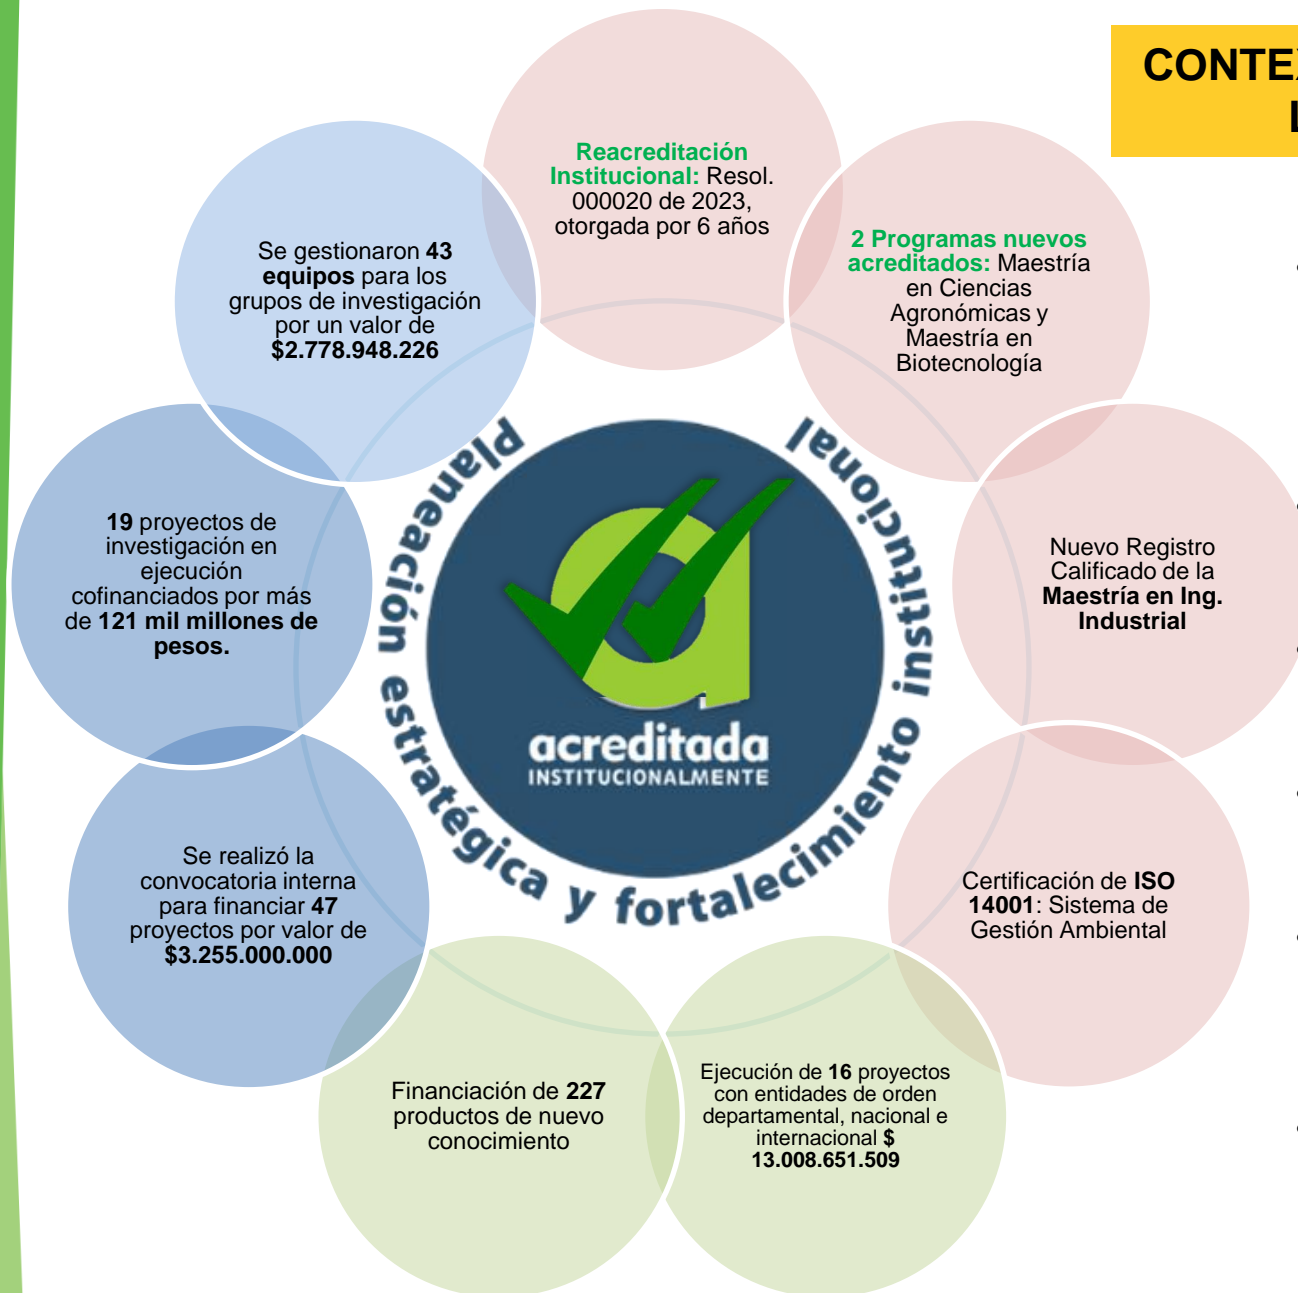 CONTE
L
Reacreditación
Institucional: Resol.
000020 de 2023,
otorgada por 6 años
2 Programas nuevos
acreditados: Maestría
en Ciencias
Agronómicas y
Maestría en
Biotecnología
Nuevo Registro
Calificado de la
Maestría en Ing.
Industrial
Certificación de ISO
14001: Sistema de
Gestión Ambiental
Ejecución de 16 proyectos
con entidades de orden
departamental, nacional e
internacional $
13.008.651.509
Financiación de 227
productos de nuevo
conocimiento
Se realizó la
convocatoria interna
para financiar 47
proyectos por valor de
$3.255.000.000
19 proyectos de
investigación en
ejecución
cofinanciados por más
de 121 mil millones de
pesos.
Se gestionaron 43
equipos para los
grupos de investigación
por un valor de
$2.778.948.226
Planeación estratégica y fortalecimiento institucional
a
acreditada
INSTITUCIONALMENTE